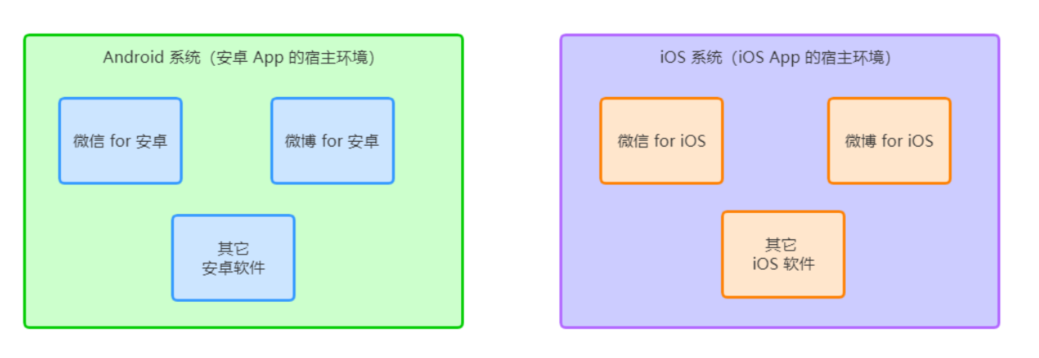 Android 系统（安卓 App 的宿主环境）
微信 for 安卓
微博 for 安卓
其它
安卓软件
iOS 系统（iOS App 的宿主环境）
微信 for iOS
微博 for iOS
其它
iOS 软件